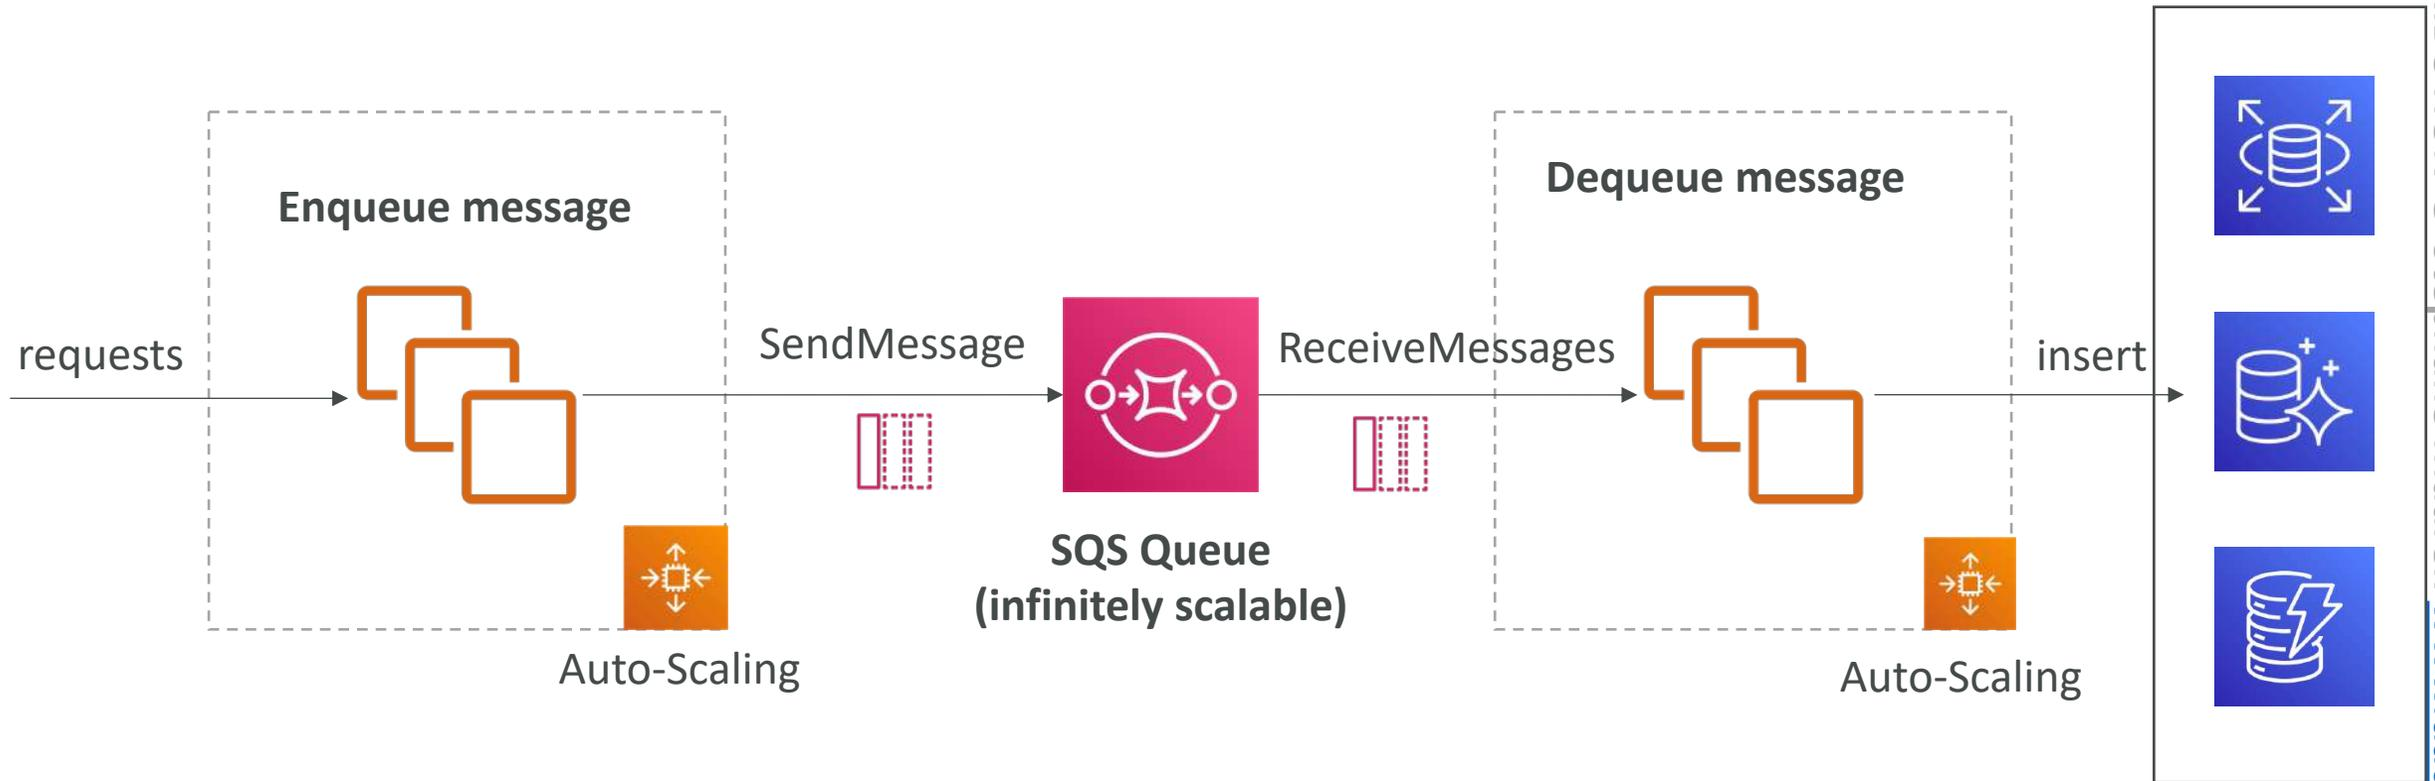 requests
Enqueue message
Auto-Scaling
SendMessage
SQS Queue
(infinitely scalable)
ReceiveMessages
Dequeue message
Auto-Scaling
insert